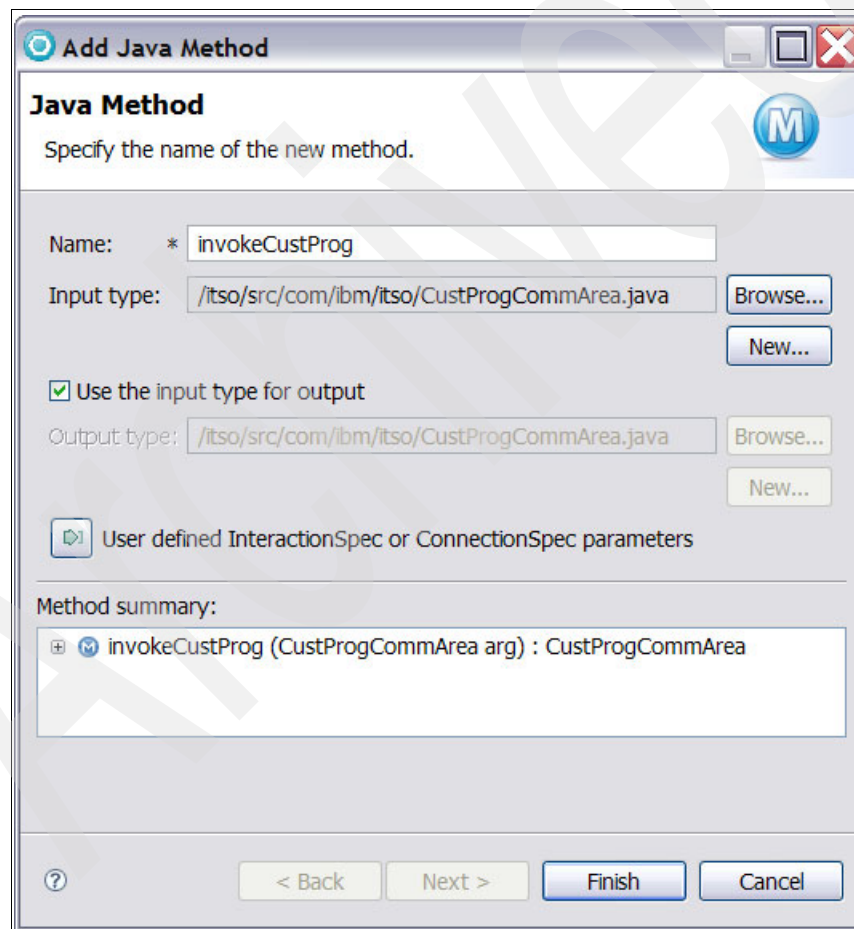 Add Java Method
Java Method
Specify the name of the new method.
M
Name: * invokeCustProg
Input type: /itso/src/com/ibm/itso/CustProgCommArea.java Browse...
New...
Use the input type for output
Output type: /itso/src/com/ibm/itso/CustProgCommArea.java Browse...
New...
User defined InteractionSpec or ConnectionSpec parameters
Method summary:
M invokeCustProg (CustProgCommArea arg) : CustProgCommArea
? < Back Next > Finish Cancel